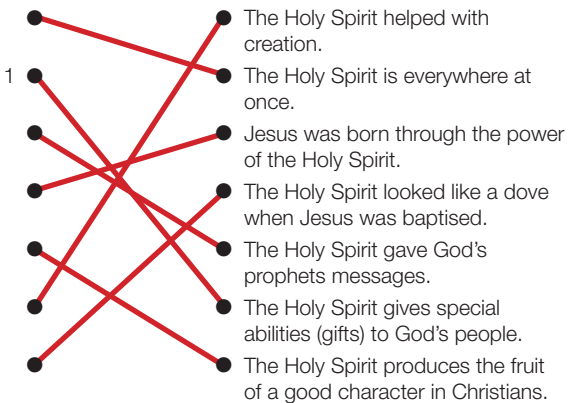 The Holy Spirit helped with
creation.
1
The Holy Spirit is everywhere at
once.
Jesus was born through the power
of the Holy Spirit.
The Holy Spirit looked like a dove
when Jesus was baptised.
The Holy Spirit gave God’s
prophets messages.
The Holy Spirit gives special
abilities (gifts) to God’s people.
The Holy Spirit produces the fruit
of a good character in Christians.